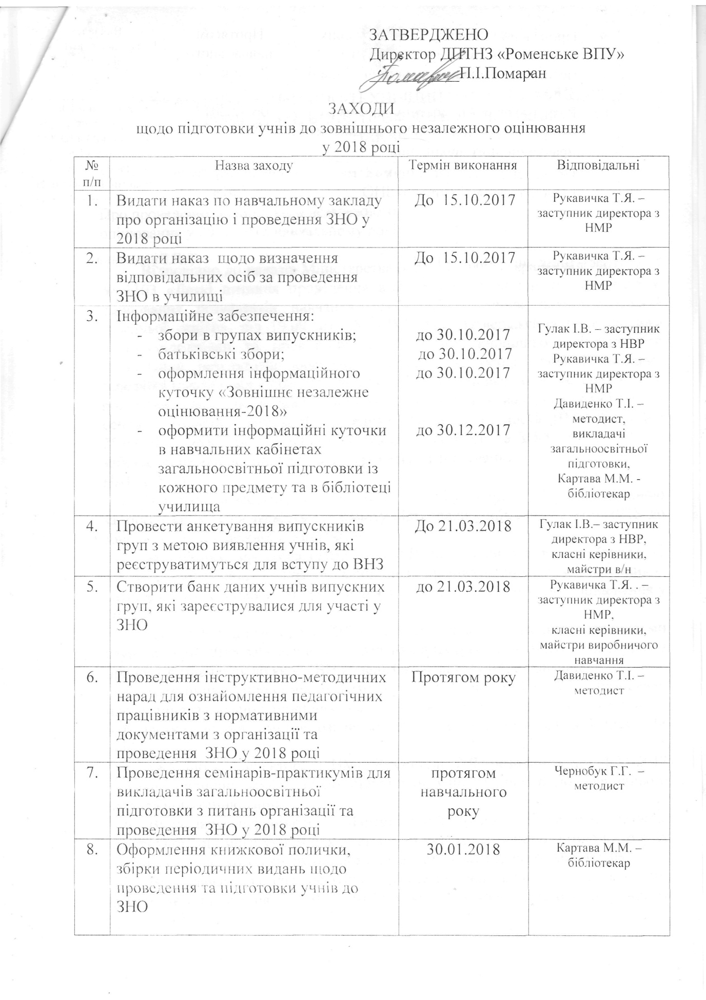 ЗАТВЕРДЖЕНО
Директор ДПТНЗ «Роменське ВПУ»
П.І.Помаран
ЗАХОДИ
щодо підготовки учнів до зовнішнього незалежного оцінювання
у 2018 році
№
п/п
Назва заходу
Термін виконання
Відповідальні
1.
Видати наказ по навчальному закладу
про організацію і проведення ЗНО у
2018 році
До 15.10.2017
Рукавичка Т.Я. –
заступник директора з
НМР
2.
Видати наказ щодо визначення
відповідальних осіб за проведення
ЗНО в училищі
До 15.10.2017
Рукавичка Т.Я. –
заступник директора з
НМР
3.
Інформаційне забезпечення:
- збори в групах випускників;
- батьківські збори;
- оформлення інформаційного
куточку «Зовнішнє незалежне
оцінювання-2018»
- оформити інформаційні куточки
в навчальних кабінетах
загальноосвітньої підготовки із
кожного предмету та в бібліотеці
училища
до 30.10.2017
до 30.10.2017
до 30.10.2017
до 30.12.2017
Гулак І.В. – заступник
директора з НВР
Рукавичка Т.Я. –
заступник директора з
НМР
Давиденко Т.І. –
методист,
викладачі
загальноосвітньої
підготовки,
Картава М.М. -
бібліотекар
4.
Провести анкетування випускників
груп з метою виявлення учнів, які
реєструватимуться для вступу до ВНЗ
До 21.03.2018
Гулак І.В.– заступник
директора з НВР,
класні керівники,
майстри в/н
5.
Створити банк даних учнів випускних
груп, які зареєструвалися для участі у
ЗНО
до 21.03.2018
Рукавичка Т.Я. . –
заступник директора з
НМР,
класні керівники,
майстри виробничого
навчання
6.
Проведення інструктивно-методичних
нарад для ознайомлення педагогічних
працівників з нормативними
документами з організації та
проведення ЗНО у 2018 році
Протягом року
Давиденко Т.І. –
методист
7.
Проведення семінарів-практикумів для
викладачів загальноосвітньої
підготовки з питань організації та
проведення ЗНО у 2018 році
протягом
навчального
року
Чернобук Г.Г. –
методист
8.
Оформлення книжкової полички,
збірки періодичних видань щодо
проведення та підготовки учнів до
ЗНО
30.01.2018
Картава М.М. –
бібліотекар